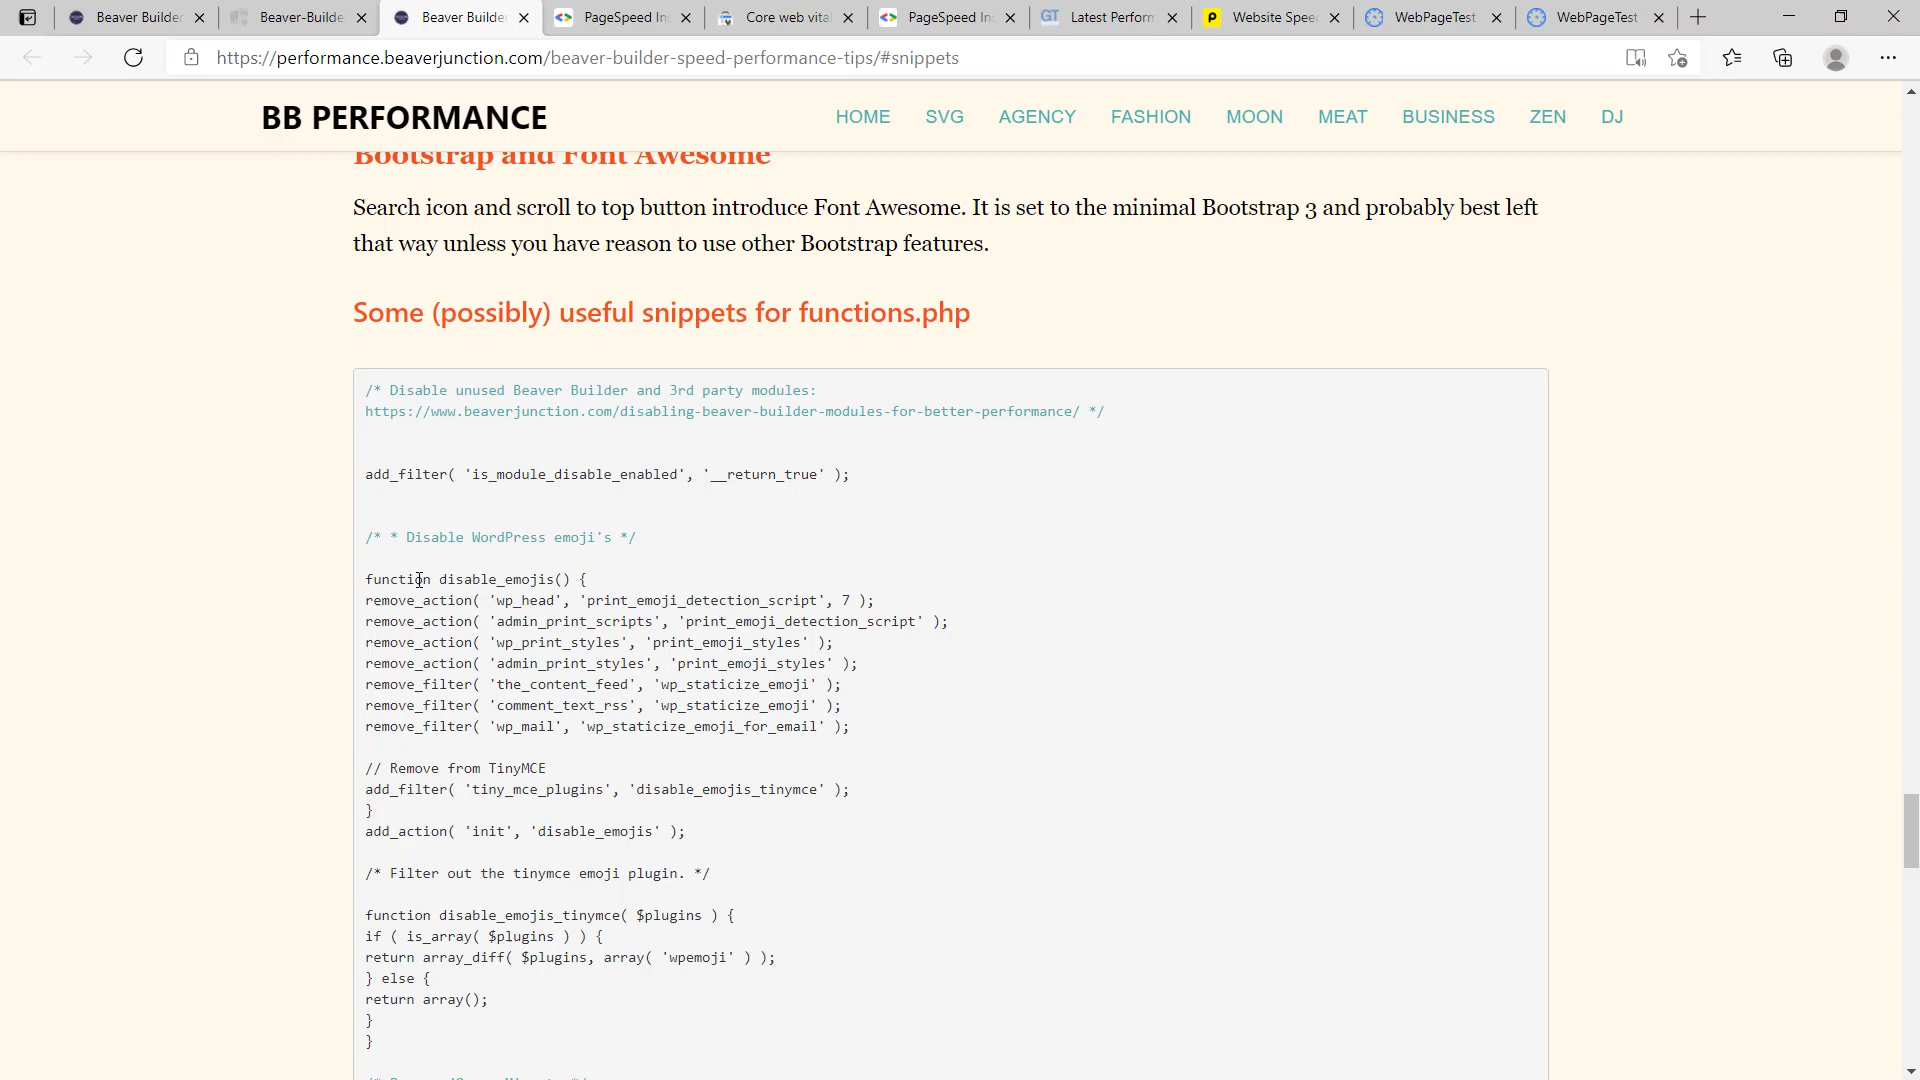 Beaver Builder
Beaver-Builde
Beaver Builde
PageSpeed Ins
Core web vita
PageSpeed Ins
GT Latest Perform
Website Spee
WebPageTest
WebPageTest
https://performance.beaverjunction.com/beaver-builder-speed-performance-tips/#snippets
BB PERFORMANCE
HOME SVG AGENCY FASHION MOON MEAT BUSINESS ZEN DJ
Bootstrap and Font Awesome
Search icon and scroll to top button introduce Font Awesome. It is set to the minimal Bootstrap 3 and probably best left
that way unless you have reason to use other Bootstrap features.
Some (possibly) useful snippets for functions.php
/* Disable unused Beaver Builder and 3rd party modules:
https://www.beaverjunction.com/disabling-beaver-builder-modules-for-better-performance/ */
add_filter( 'is_module_disable_enabled', '__return_true' );
/* * Disable WordPress emoji's */
function disable_emojis() {
remove_action( 'wp_head', 'print_emoji_detection_script', 7 );
remove_action( 'admin_print_scripts', 'print_emoji_detection_script' );
remove_action( 'wp_print_styles', 'print_emoji_styles' );
remove_action( 'admin_print_styles', 'print_emoji_styles' );
remove_filter( 'the_content_feed', 'wp_staticize_emoji' );
remove_filter( 'comment_text_rss', 'wp_staticize_emoji' );
remove_filter( 'wp_mail', 'wp_staticize_emoji_for_email' );
// Remove from TinyMCE
add_filter( 'tiny_mce_plugins', 'disable_emojis_tinymce' );
}
add_action( 'init', 'disable_emojis' );
/* Filter out the tinymce emoji plugin. */
function disable_emojis_tinymce( $plugins ) {
if ( is_array( $plugins ) ) {
return array_diff( $plugins, array( 'wpemoji' ) );
} else {
return array();
}
}